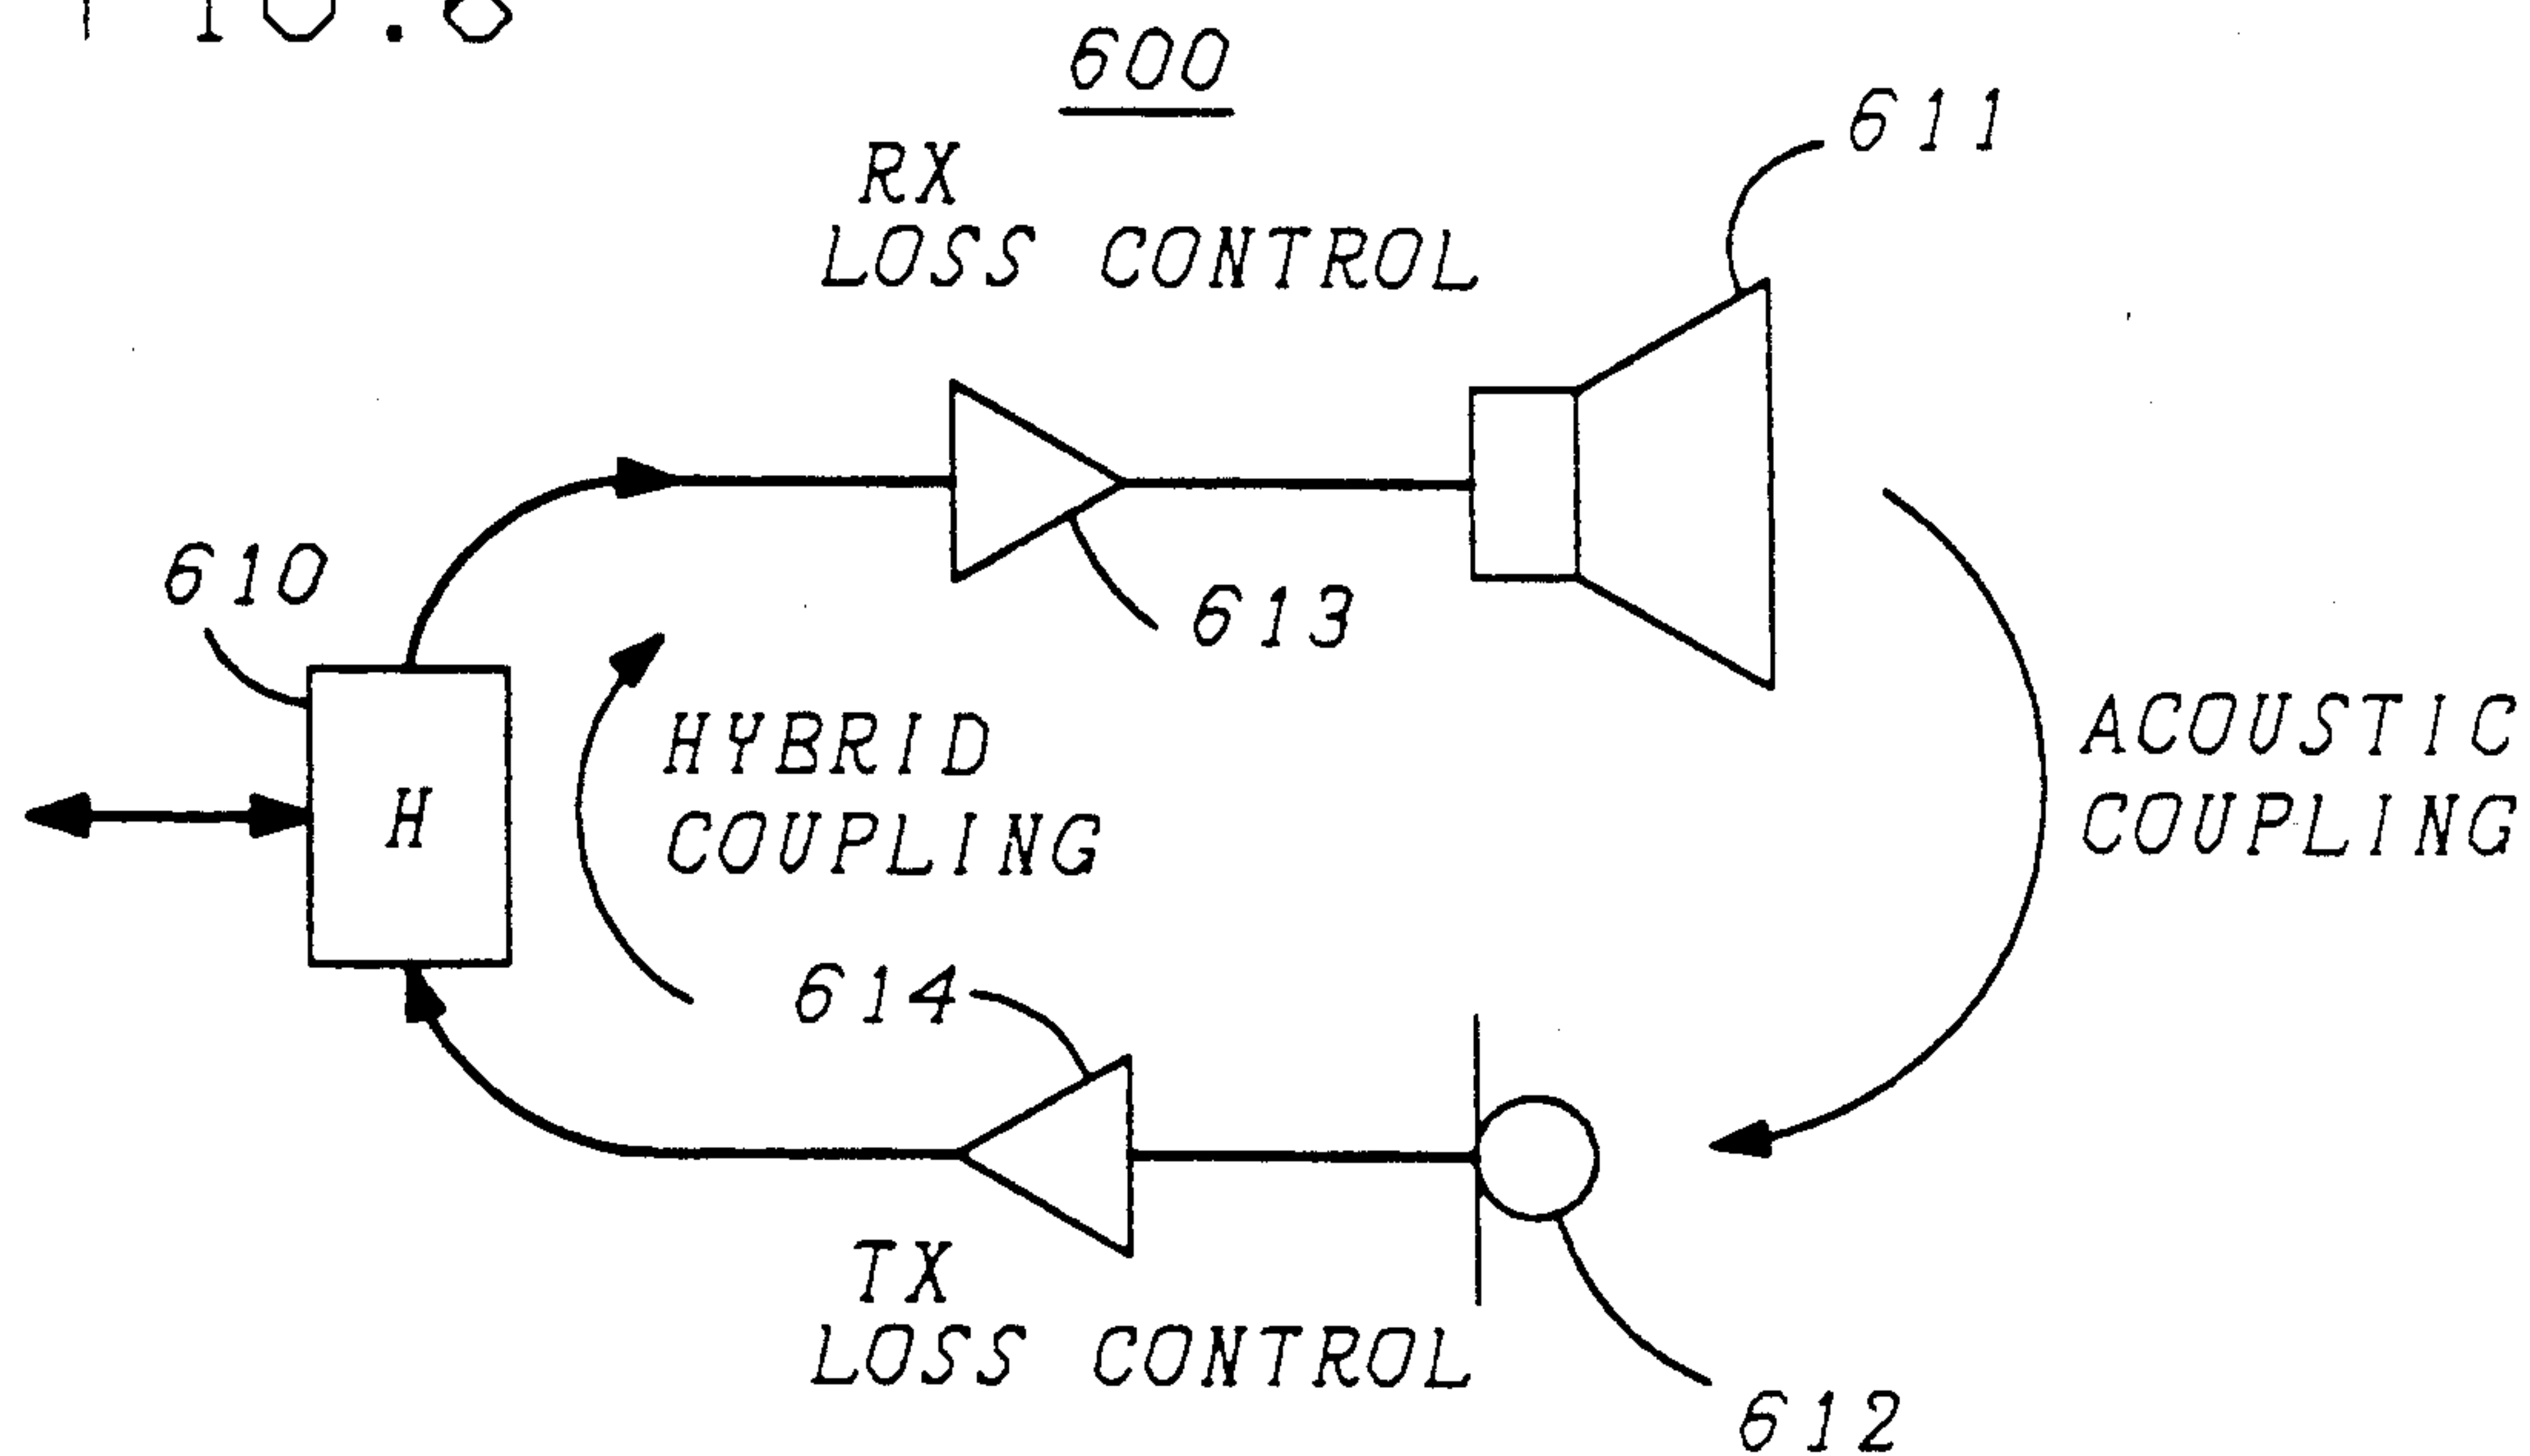 600
RX
LOSS CONTROL
611
610
613
HYBRID
COUPLING
H
ACOUSTIC
COUPLING
614
TX
LOSS CONTROL
612